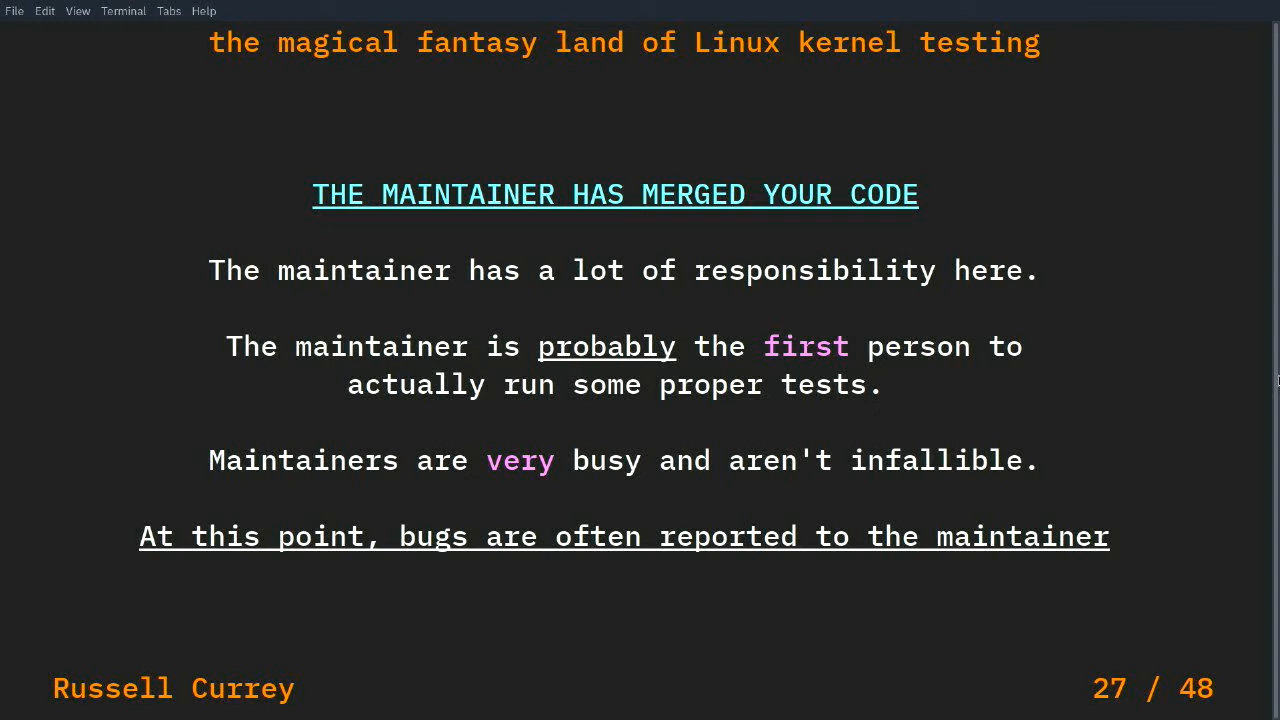 File Edit View Terminal Tabs Help
the magical fantasy land of Linux kernel testing
THE MAINTAINER HAS MERGED YOUR CODE
The maintainer has a lot of responsibility here.
The maintainer is probably the first person to
actually run some proper tests.
Maintainers are very busy and aren't infallible.
At this point, bugs are often reported to the maintainer
Russell Currey 27 / 48